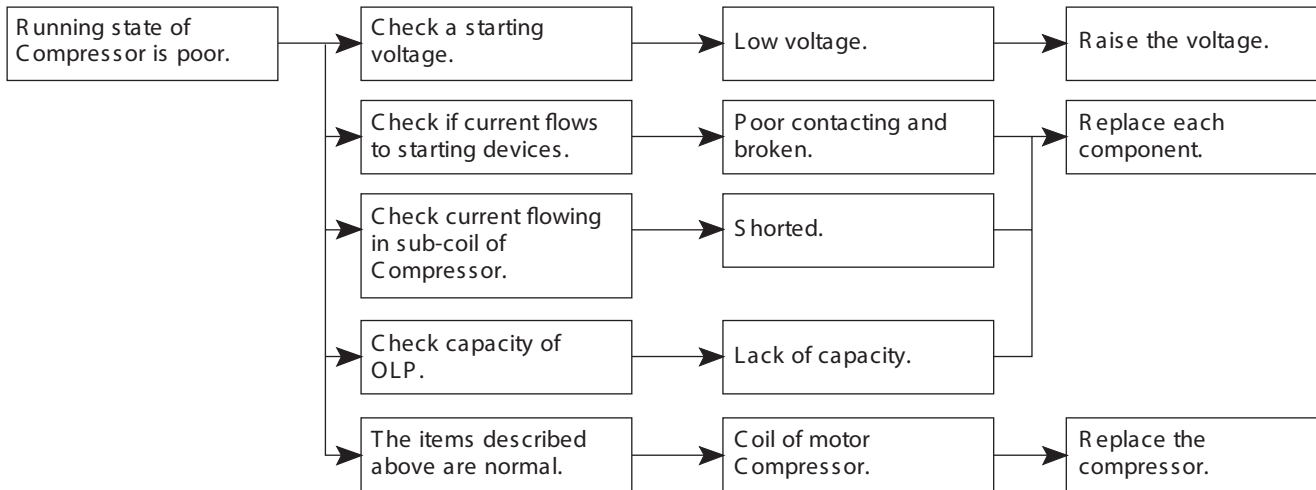 Running state of
Compressor is poor.
Check a starting
voltage.
Low voltage.
Raise the voltage.
Check if current flows
to starting devices.
Poor contacting and
broken.
Replace each
component.
Check current flowing
in sub-coil of
Compressor.
Shorted.
Check capacity of
OLP.
Lack of capacity.
The items described
above are normal.
Coil of motor
Compressor.
Replace the
compressor.